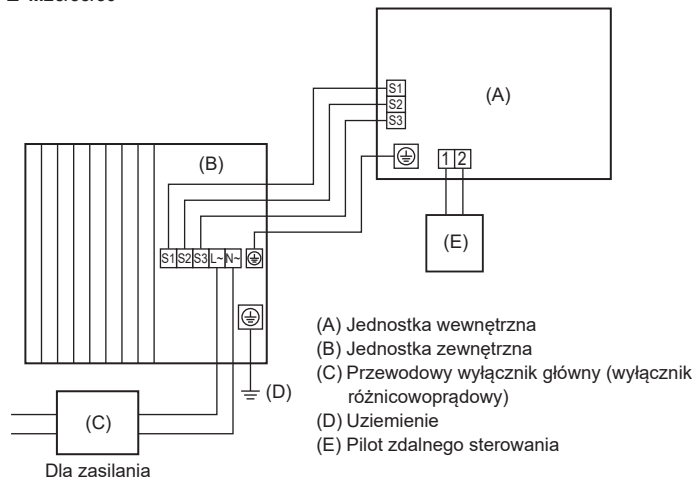 S1
S2
S3
(A)
1 2
(B)
(E)
S1 S2 S3 L~ N~
(D)
(C)
Dla zasilania
(A) Jednostka wewnętrzna
(B) Jednostka zewnętrzna
(C) Przewodowy wyłącznik główny (wyłącznik
różnicowoprądowy)
(D) Uziemienie
(E) Pilot zdalnego sterowania